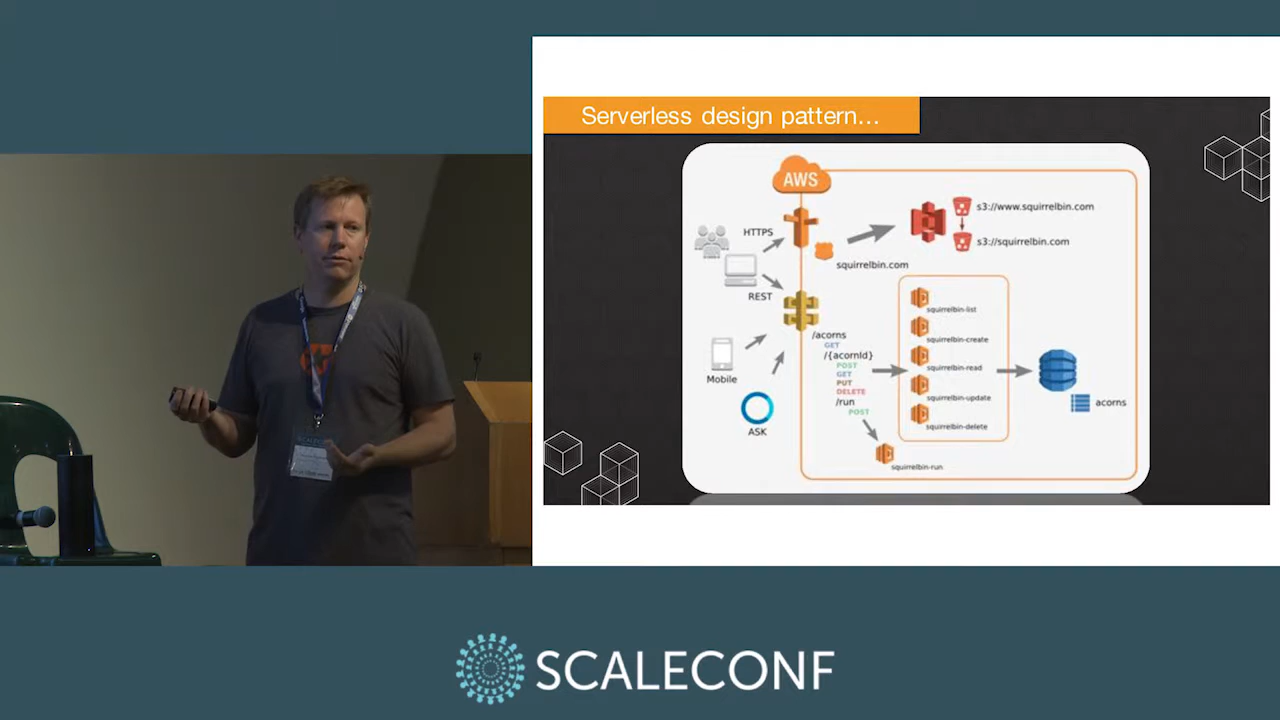 Serverless design pattern...
AWS
s3://www.squirrelbin.com
HTTPS
s3://squirrelbin.com
squirrelbin.com
REST
squirrelbin-list
/acorns
squirrelbin-create
GET
/{acornId}
POST
squirrelbin-read
GET
Mobile
PUT
DELETE
squirrelbin-update
/run
acorns
POST
squirrelbin-delete
ASK
squirrelbin-run
SCALECONF
SCALECONF